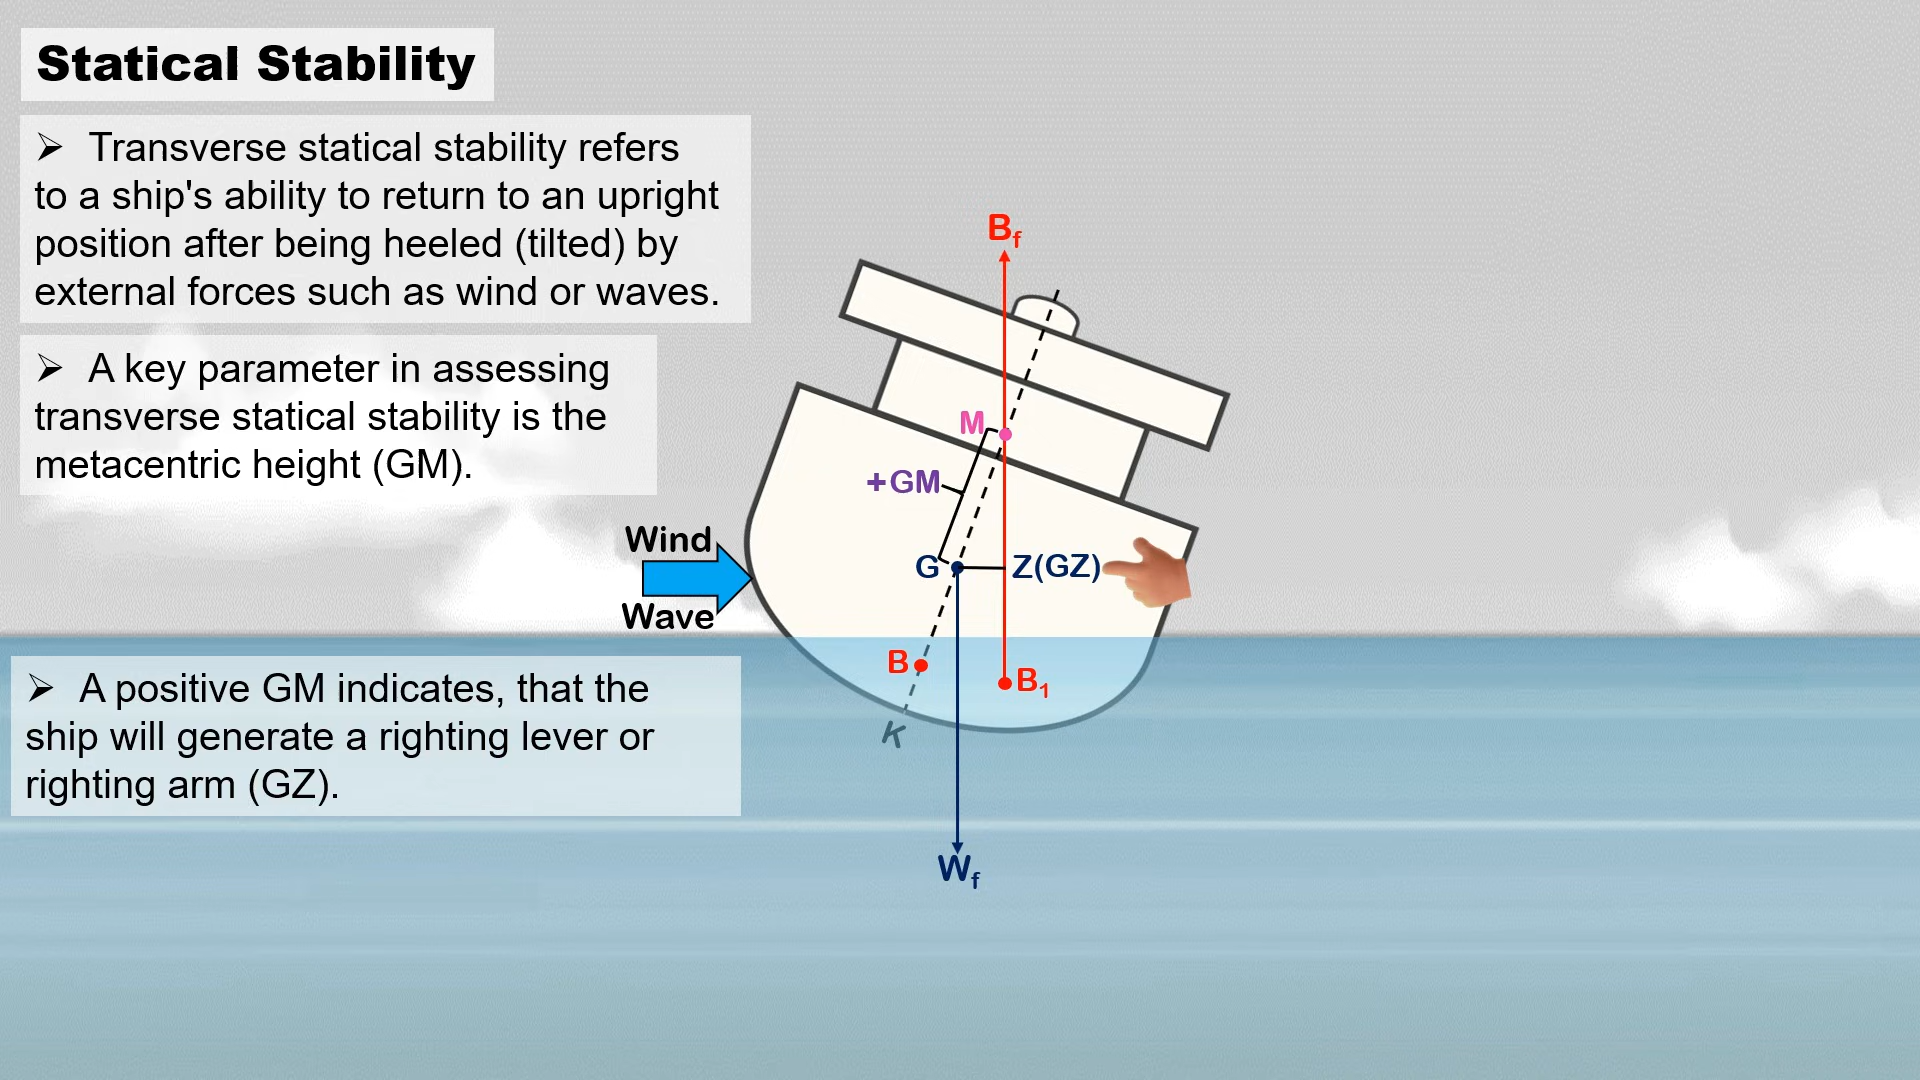 Statical Stability
➢ Transverse statical stability refers
to a ship's ability to return to an upright
position after being heeled (tilted) by
external forces such as wind or waves.
➢ A key parameter in assessing
transverse statical stability is the
metacentric height (GM).
➢ A positive GM indicates, that the
ship will generate a righting lever or
righting arm (GZ).
Wind
Wave
Bf
M
+GM
G
Z(GZ)
B
B1
K
Wf